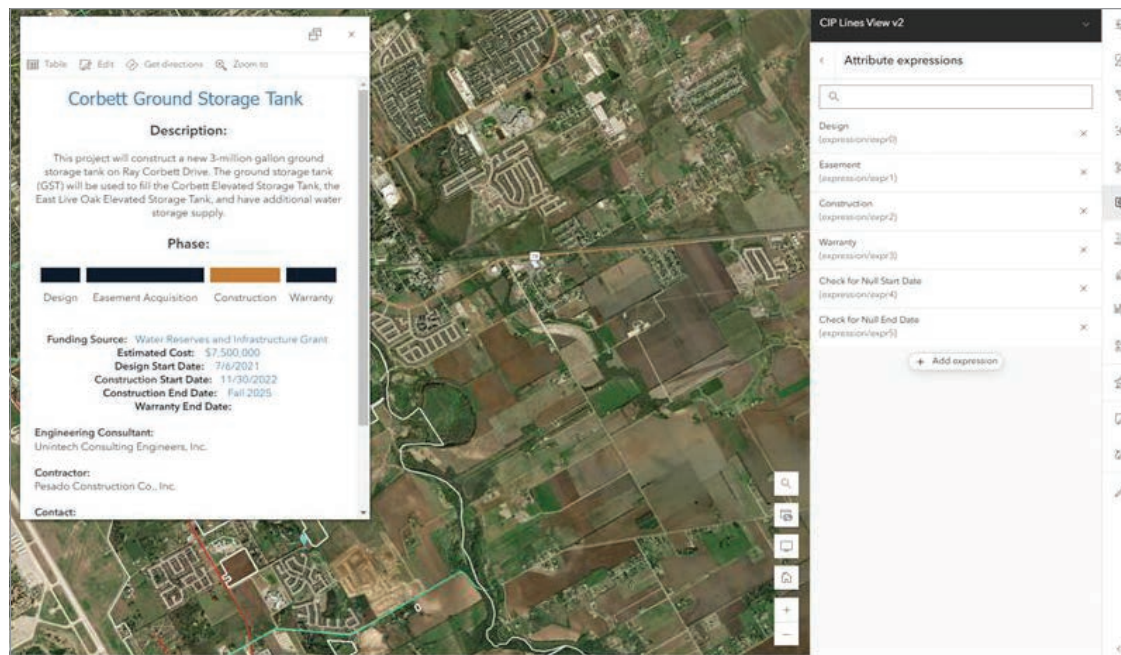 Table Edit Get directions Zoom to
Corbett Ground Storage Tank
Description:
This project will construct a new 3-million gallon ground
storage tank on Ray Corbett Drive. The ground storage tank
(GST) will be used to fill the Corbett Elevated Storage Tank, the
East Live Oak Elevated Storage Tank, and have additional water
storage supply.
Phase:
Design Easement Acquisition Construction Warranty
Funding Source: Water Reserves and Infrastructure Grant
Estimated Cost: $7,500,000
Design Start Date: 7/6/2021
Construction Start Date: 11/30/2022
Construction End Date: Fall 2025
Warranty End Date:
Engineering Consultant:
Unintech Consulting Engineers, Inc.
Contractor:
Pesado Construction Co., Inc.
Contact:
CIP Lines View v2
Attribute expressions
Design
{expression/expr0}
Easement
{expression/expr1}
Construction
{expression/expr2}
Warranty
{expression/expr3}
Check for Null Start Date
{expression/expr4}
Check for Null End Date
{expression/expr5}
+ Add expression